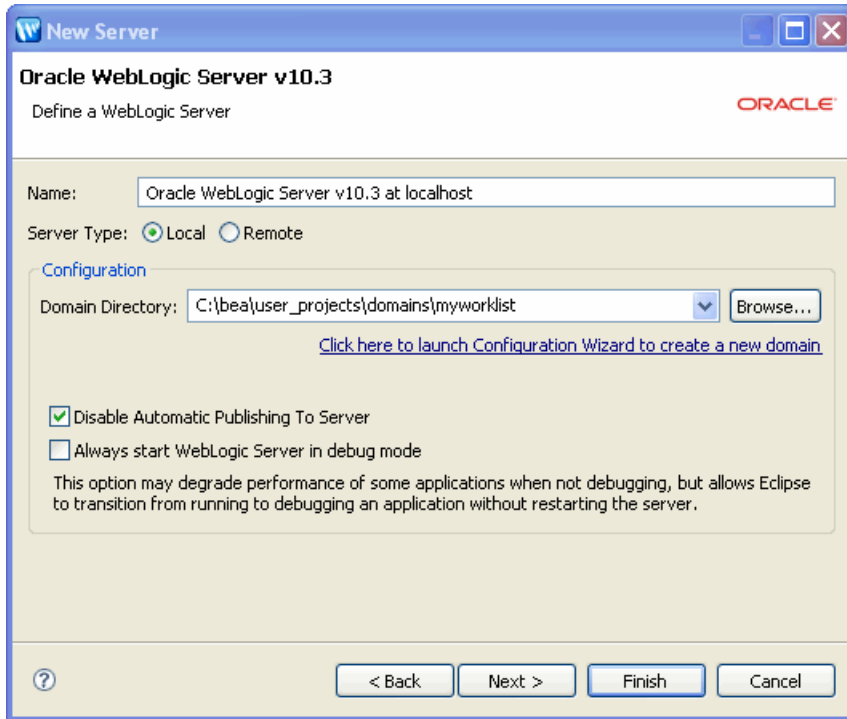 New Server
Oracle WebLogic Server v10.3
Define a WebLogic Server
ORACLE
Name: Oracle WebLogic Server v10.3 at localhost
Server Type: Local Remote
Configuration
Domain Directory: C:\bea\user_projects\domains\myworklist Browse...
Click here to launch Configuration Wizard to create a new domain
Disable Automatic Publishing To Server
Always start WebLogic Server in debug mode
This option may degrade performance of some applications when not debugging, but allows Eclipse
to transition from running to debugging an application without restarting the server.
? < Back Next > Finish Cancel